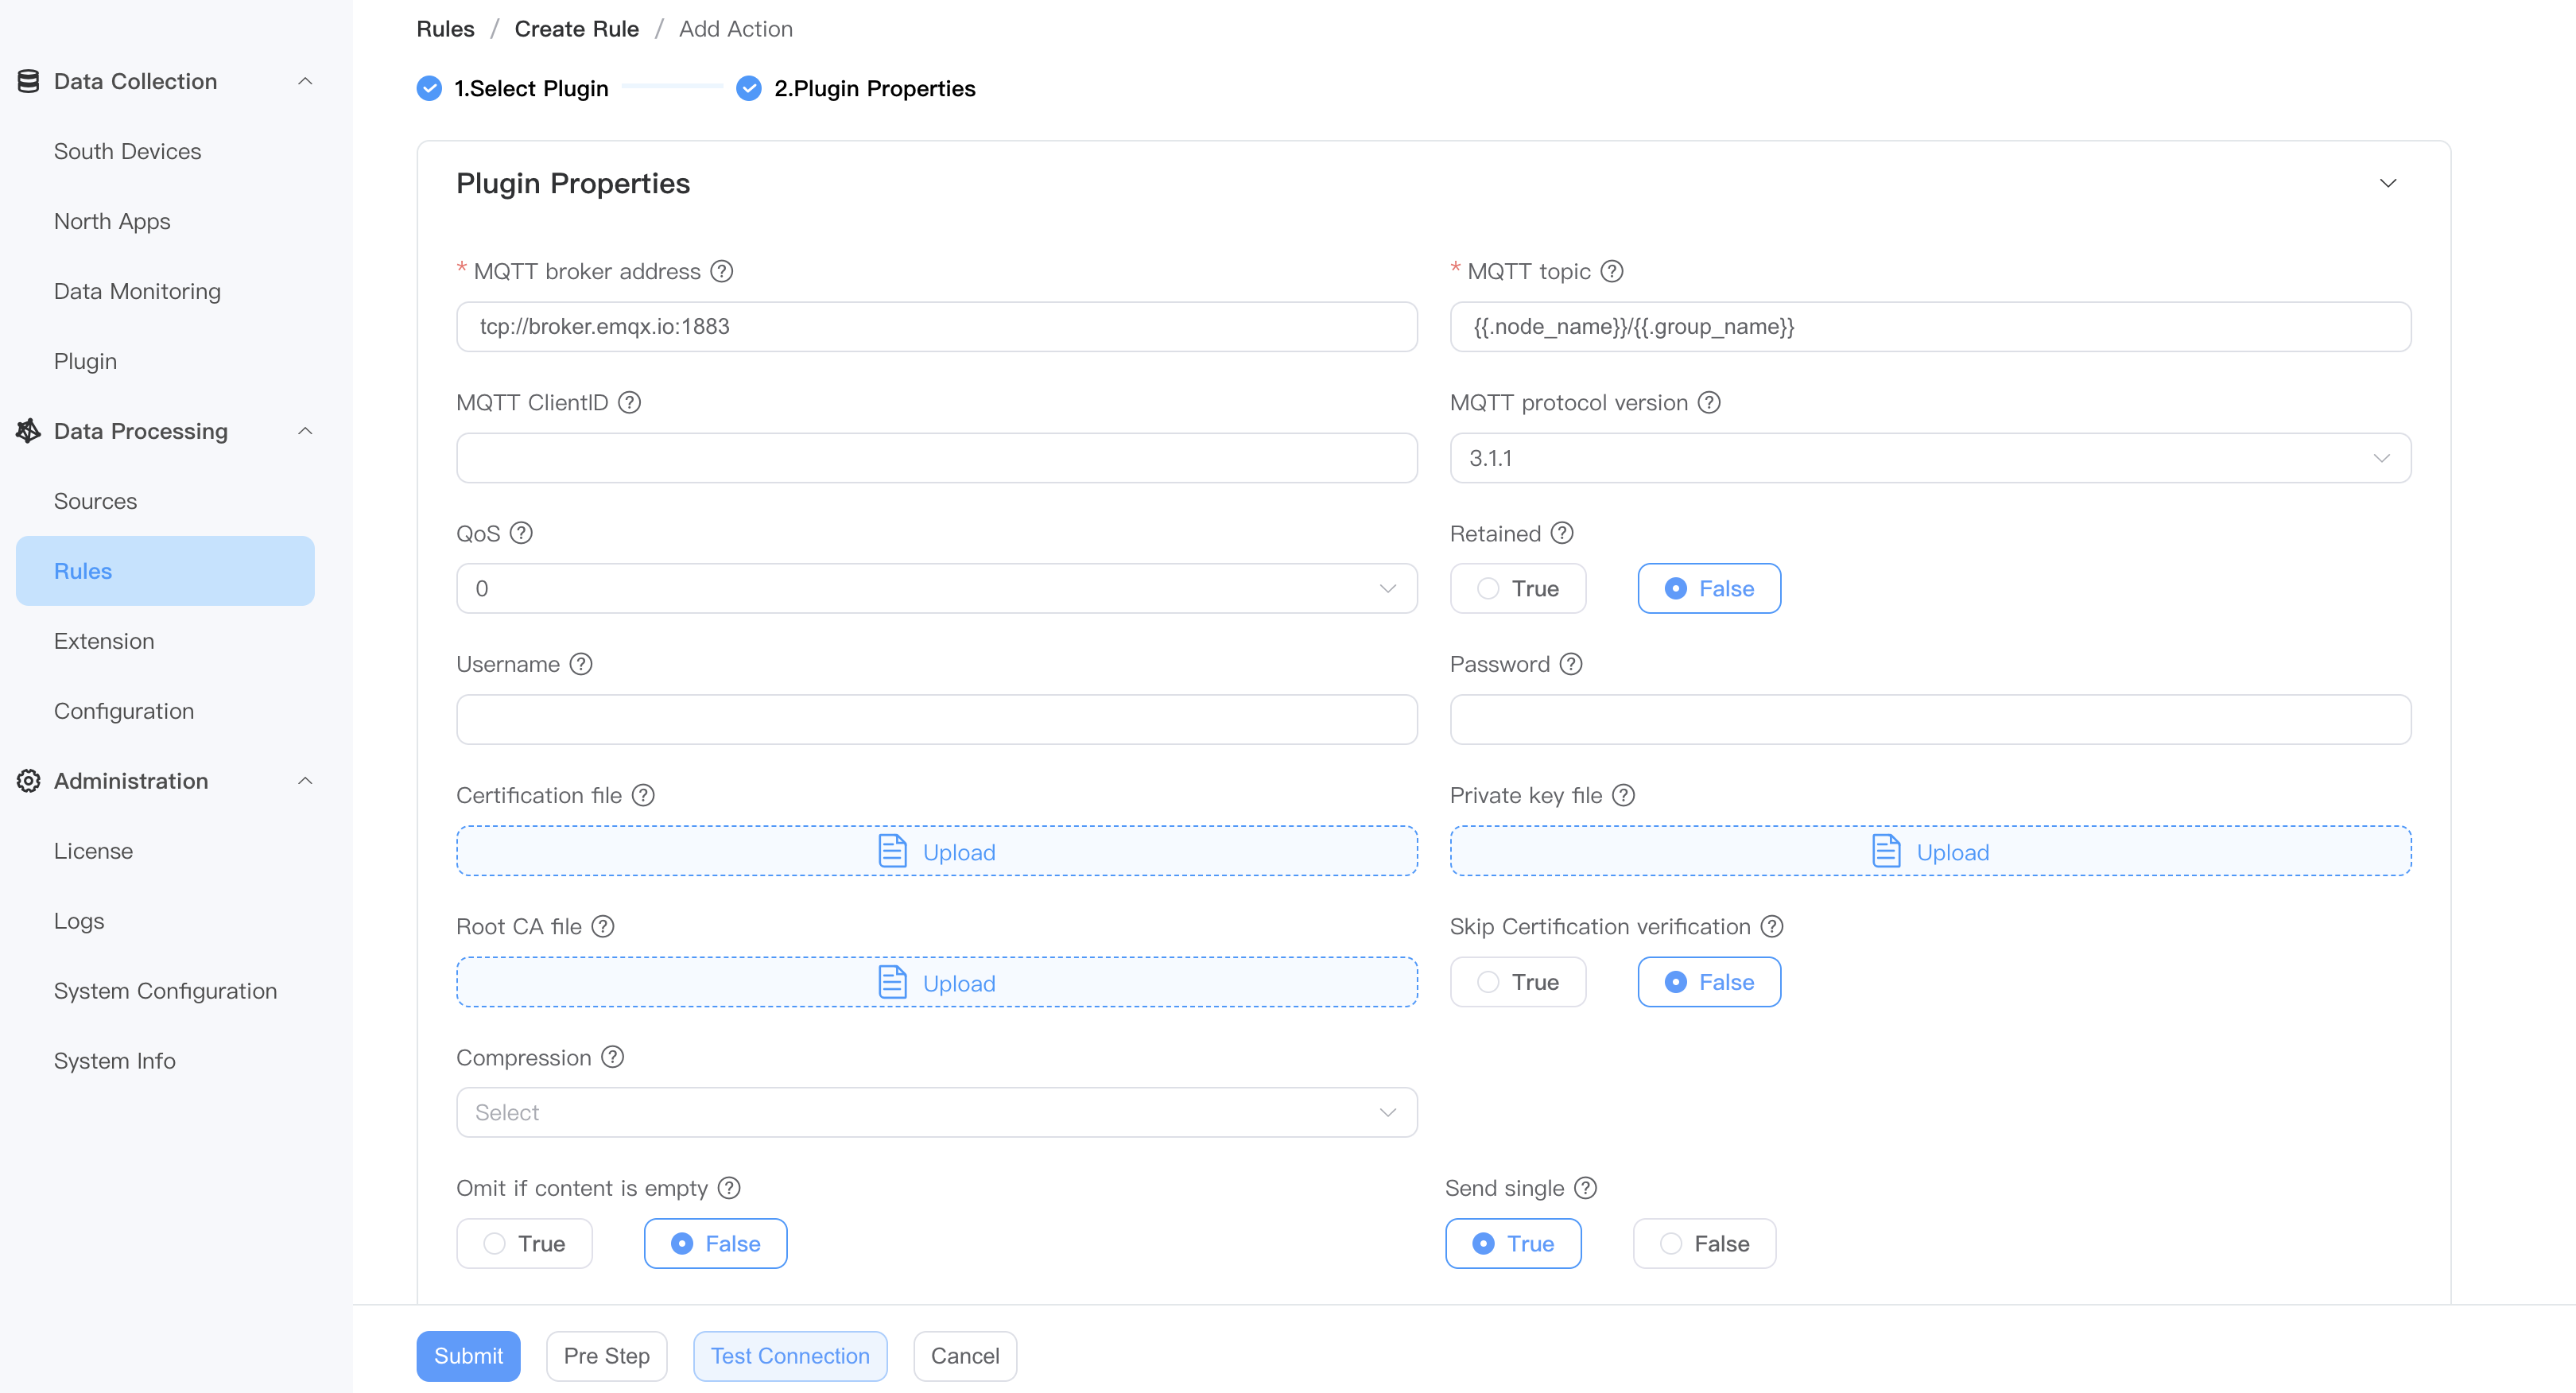 Data Collection
South Devices
North Apps
Data Monitoring
Plugin
Data Processing
Sources
Rules
Extension
Configuration
Administration
License
Logs
System Configuration
System Info
Rules / Create Rule / Add Action
1.Select Plugin 2.Plugin Properties
Plugin Properties
* MQTT broker address ? * MQTT topic ?
tcp://broker.emqx.io:1883 {{.node_name}}/{{.group_name}}
MQTT ClientID ? MQTT protocol version ?
3.1.1
QoS ? Retained ?
0 True False
Username ? Password ?
Certification file ? Private key file ?
Upload Upload
Root CA file ? Skip Certification verification ?
Upload True False
Compression ?
Select
Omit if content is empty ? Send single ?
True False True False
Submit Pre Step Test Connection Cancel